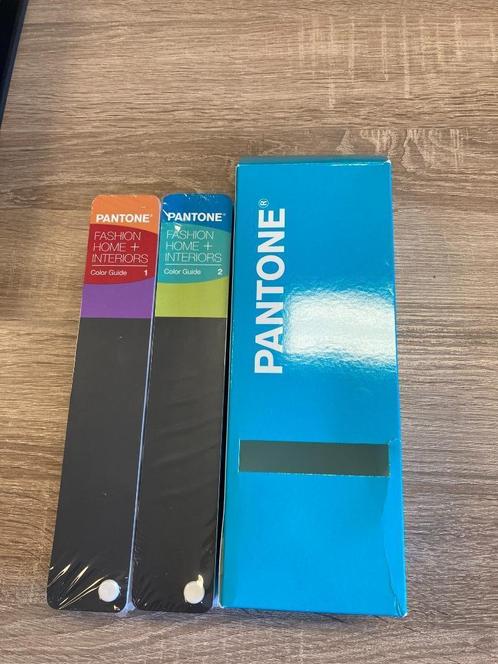 PANTONE®
FASHION
HOME +
INTERIORS
Color Guide 1
PANTONE®
FASHION
HOME +
INTERIORS
Color Guide 2
PANTONE®